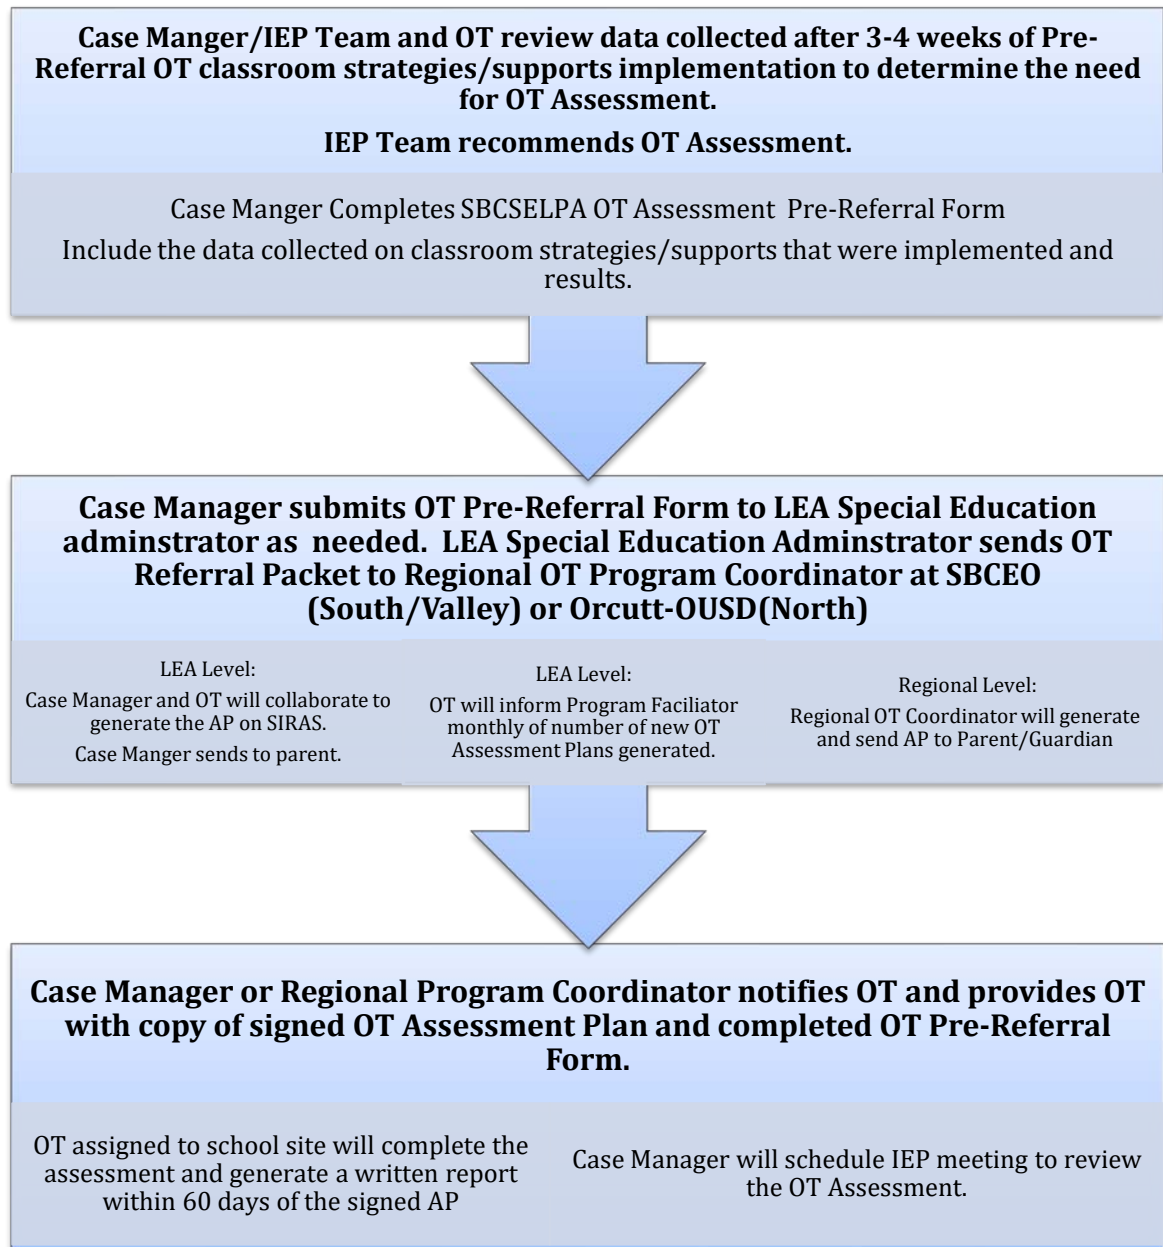 Case Manger/IEP Team and OT review data collected after 3-4 weeks of Pre-
Referral OT classroom strategies/supports implementation to determine the need
for OT Assessment.
IEP Team recommends OT Assessment.
Case Manger Completes SBCSELPA OT Assessment Pre-Referral Form
Include the data collected on classroom strategies/supports that were implemented and
results.
Case Manager submits OT Pre-Referral Form to LEA Special Education
adminstrator as needed. LEA Special Education Adminstrator sends OT
Referral Packet to Regional OT Program Coordinator at SBCEO
(South/Valley) or Orcutt-OUSD(North)
LEA Level:
Case Manager and OT will collaborate to
generate the AP on SIRAS.
Case Manger sends to parent.
LEA Level:
OT will inform Program Faciliator
monthly of number of new OT
Assessment Plans generated.
Regional Level:
Regional OT Coordinator will generate
and send AP to Parent/Guardian
Case Manager or Regional Program Coordinator notifies OT and provides OT
with copy of signed OT Assessment Plan and completed OT Pre-Referral
Form.
OT assigned to school site will complete the
assessment and generate a written report
within 60 days of the signed AP
Case Manager will schedule IEP meeting to review
the OT Assessment.